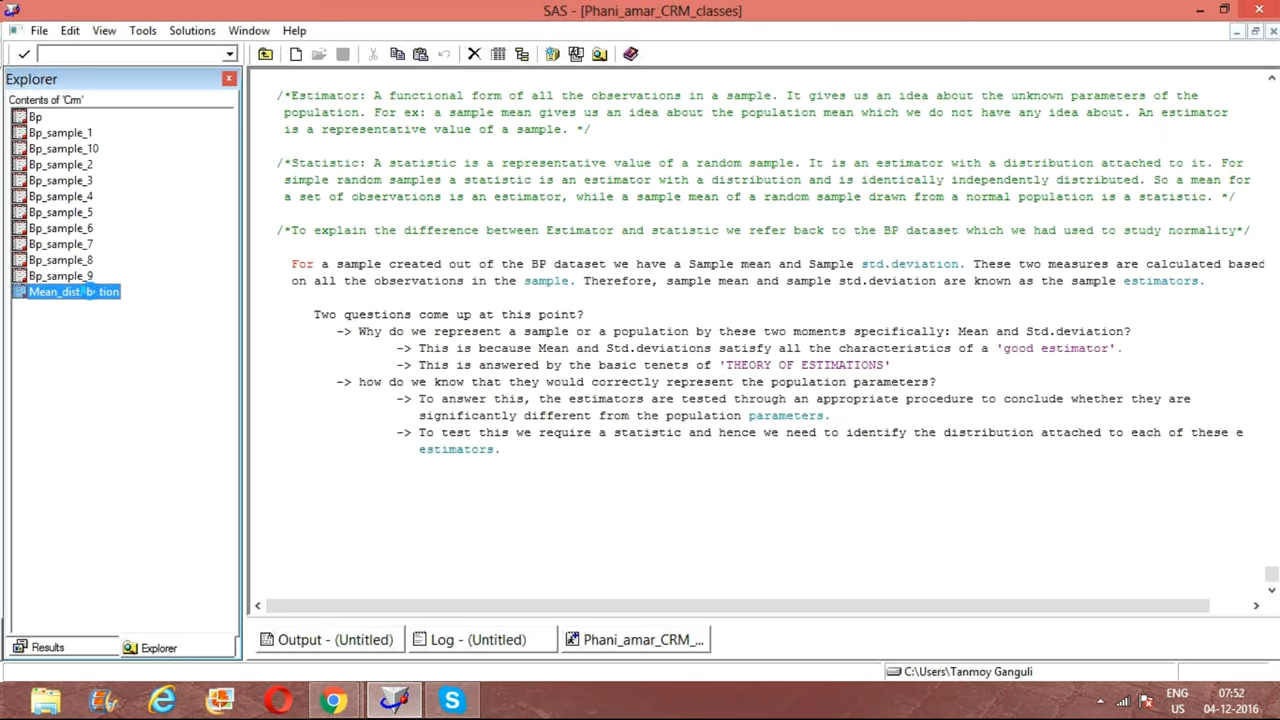 SAS - [Phani_amar_CRM_classes]
File Edit View Tools Solutions Window Help
Explorer
Contents of 'Crm'
Bp
Bp_sample_1
Bp_sample_10
Bp_sample_2
Bp_sample_3
Bp_sample_4
Bp_sample_5
Bp_sample_6
Bp_sample_7
Bp_sample_8
Bp_sample_9
/*Estimator: A functional form of all the observations in a sample. It gives us an idea about the unknown parameters of the
population. For ex: a sample mean gives us an idea about the population mean which we do not have any idea about. An estimator
is a representative value of a sample. */
/*Statistic: A statistic is a representative value of a random sample. It is an estimator with a distribution attached to it. For
simple random samples a statistic is an estimator with a distribution and is identically independently distributed. So a mean for
a set of observations is an estimator, while a sample mean of a random sample drawn from a normal population is a statistic. */
/*To explain the difference between Estimator and statistic we refer back to the BP dataset which we had used to study normality*/
For a sample created out of the BP dataset we have a Sample mean and Sample std.deviation. These two measures are calculated based
on all the observations in the sample. Therefore, sample mean and sample std.deviation are known as the sample estimators.
Two questions come up at this point?
-> Why do we represent a sample or a population by these two moments specifically: Mean and Std.deviation?
-> This is because Mean and Std.deviations satisfy all the characteristics of a 'good estimator'.
-> This is answered by the basic tenets of 'THEORY OF ESTIMATIONS'
-> how do we know that they would correctly represent the population parameters?
-> To answer this, the estimators are tested through an appropriate procedure to conclude whether they are
significantly different from the population parameters.
-> To test this we require a statistic and hence we need to identify the distribution attached to each of these e
estimators.
Results
Explorer
Output - (Untitled)
Log - (Untitled)
Phani_amar_CRM_...
C:\Users\Tanmoy Ganguli
ENG
US
07:52
04-12-2016